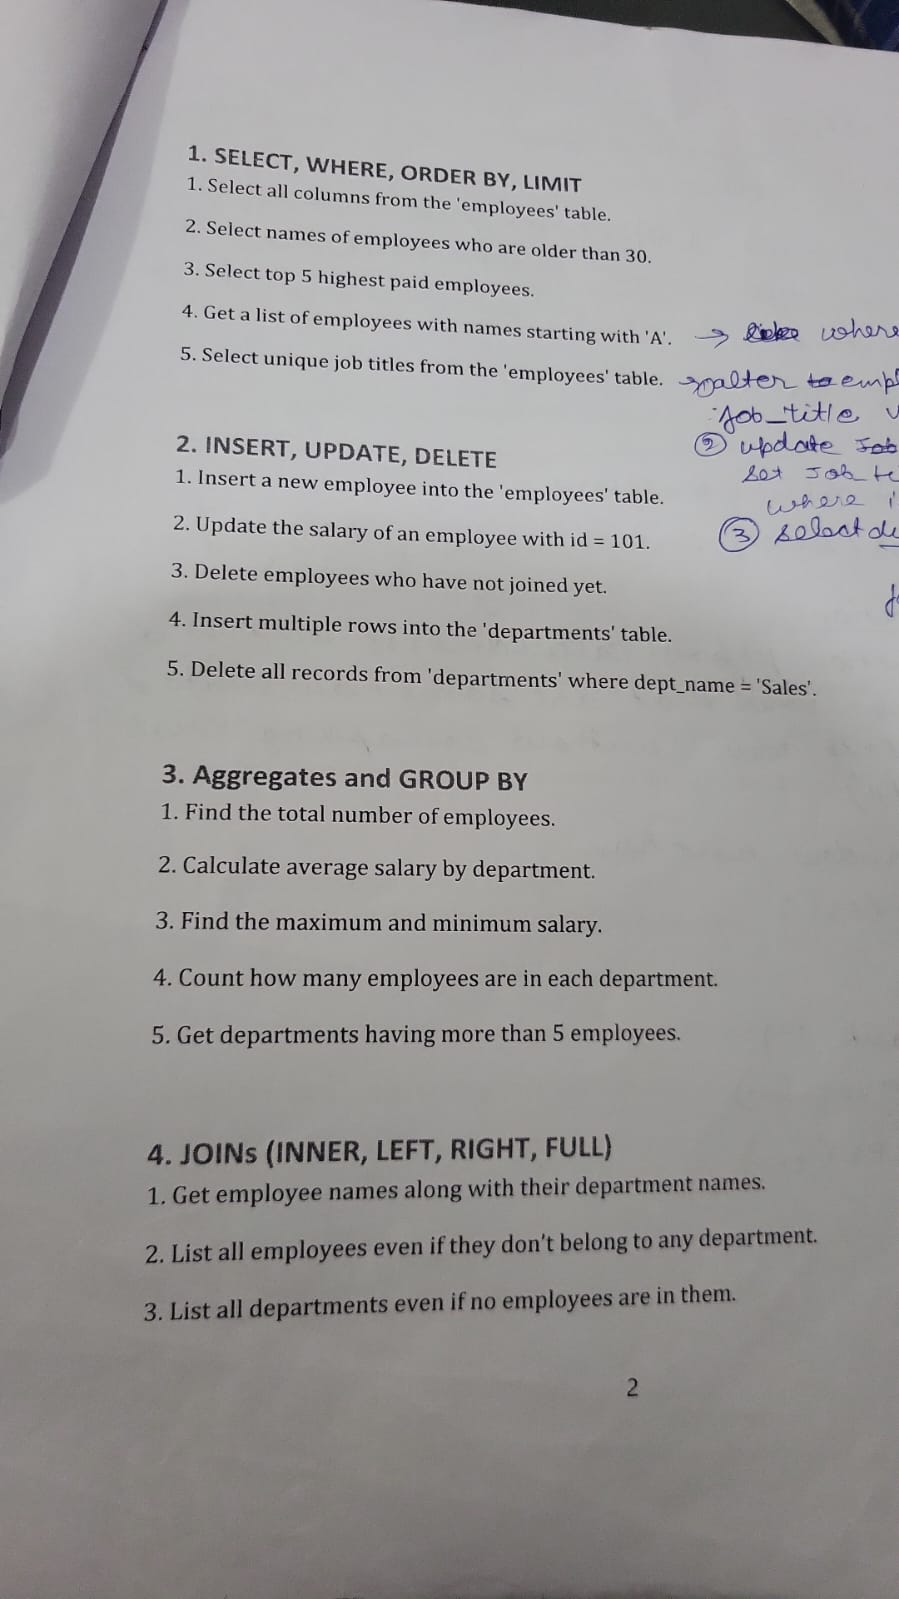 1. SELECT, WHERE, ORDER BY, LIMIT
1. Select all columns from the 'employees' table.
2. Select names of employees who are older than 30.
3. Select top 5 highest paid employees.
4. Get a list of employees with names starting with 'A'. → where
5. Select unique job titles from the 'employees' table. alter to empl
Job_title
2. INSERT, UPDATE, DELETE
② update Job
1. Insert a new employee into the 'employees' table.
set Job_te
where i
2. Update the salary of an employee with id = 101.
③ select di
3. Delete employees who have not joined yet.
4. Insert multiple rows into the 'departments' table.
5. Delete all records from 'departments' where dept_name = 'Sales'.
3. Aggregates and GROUP BY
1. Find the total number of employees.
2. Calculate average salary by department.
3. Find the maximum and minimum salary.
4. Count how many employees are in each department.
5. Get departments having more than 5 employees.
4. JOINs (INNER, LEFT, RIGHT, FULL)
1. Get employee names along with their department names.
2. List all employees even if they don't belong to any department.
3. List all departments even if no employees are in them.
2